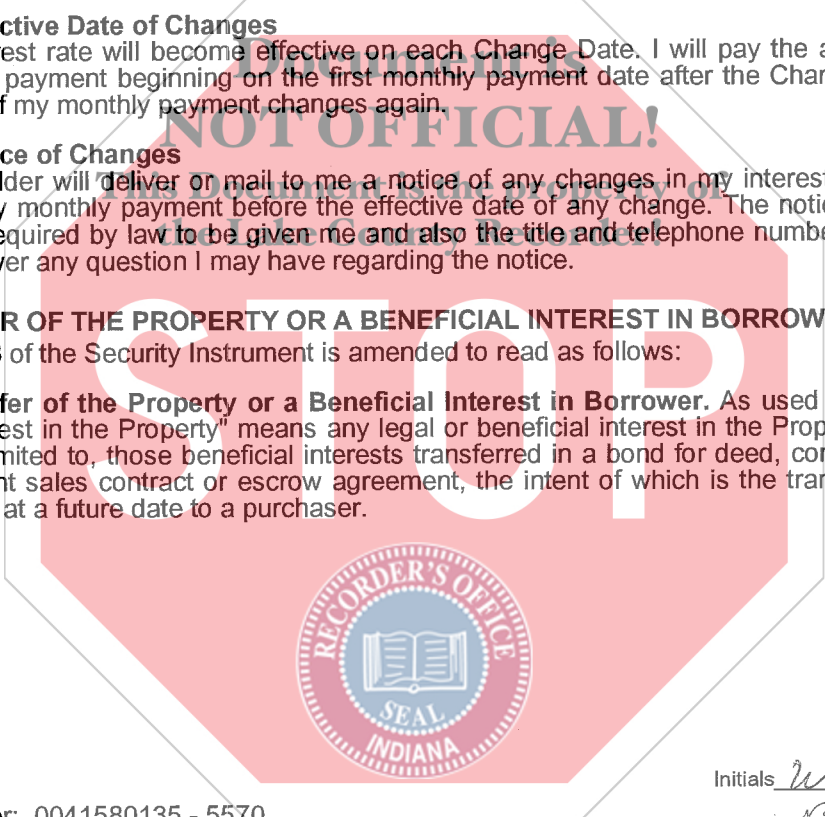 ctive Date of Changes
est rate will become effective on each Change Date. I will pay the a
payment beginning on the first monthly payment date after the Chan
f my monthly payment changes again.
Document is
NOT OFFICIAL!
This Document is the property of
the Lake County Recorder!
ce of Changes
lder will deliver or mail to me a notice of any changes in my interest
y monthly payment before the effective date of any change. The notic
equired by law to be given me and also the title and telephone numbe
ver any question I may have regarding the notice.
R OF THE PROPERTY OR A BENEFICIAL INTEREST IN BORROW
of the Security Instrument is amended to read as follows:
STOP
fer of the Property or a Beneficial Interest in Borrower. As used
est in the Property" means any legal or beneficial interest in the Prop
mited to, those beneficial interests transferred in a bond for deed, con
nt sales contract or escrow agreement, the intent of which is the tran
at a future date to a purchaser.
RECORDER'S OFFICE
SEAL
INDIANA
Initials
er: 0041580135 - 5570